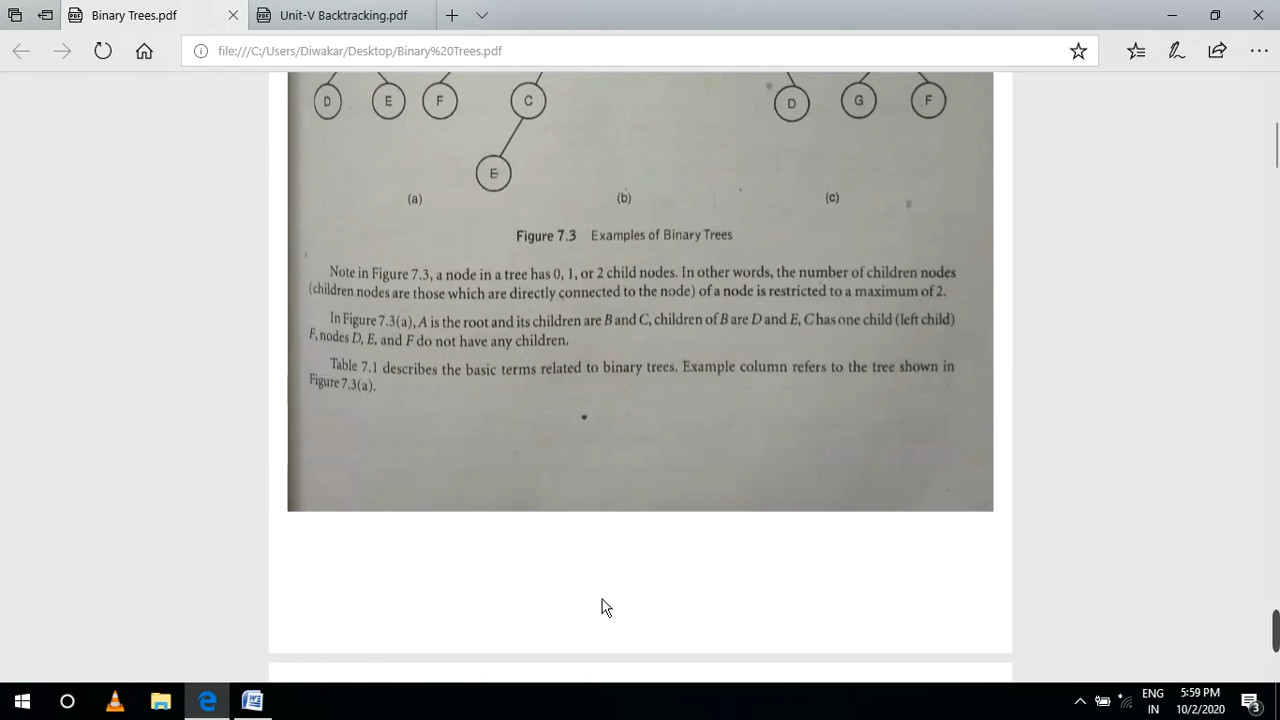 Binary Trees.pdf
Unit-V Backtracking.pdf
file:///C:/Users/Diwakar/Desktop/Binary%20Trees.pdf
D E F C D G F
E
(a) (b) (c)
Figure 7.3 Examples of Binary Trees
Note in Figure 7.3, a node in a tree has 0, 1, or 2 child nodes. In other words, the number of children nodes
(children nodes are those which are directly connected to the node) of a node is restricted to a maximum of 2.
In Figure 7.3(a), A is the root and its children are B and C, children of B are D and E, C has one child (left child)
F, nodes D, E, and F do not have any children.
Table 7.1 describes the basic terms related to binary trees. Example column refers to the tree shown in
Figure 7.3(a).
ENG 5:59 PM
IN 10/2/2020 3